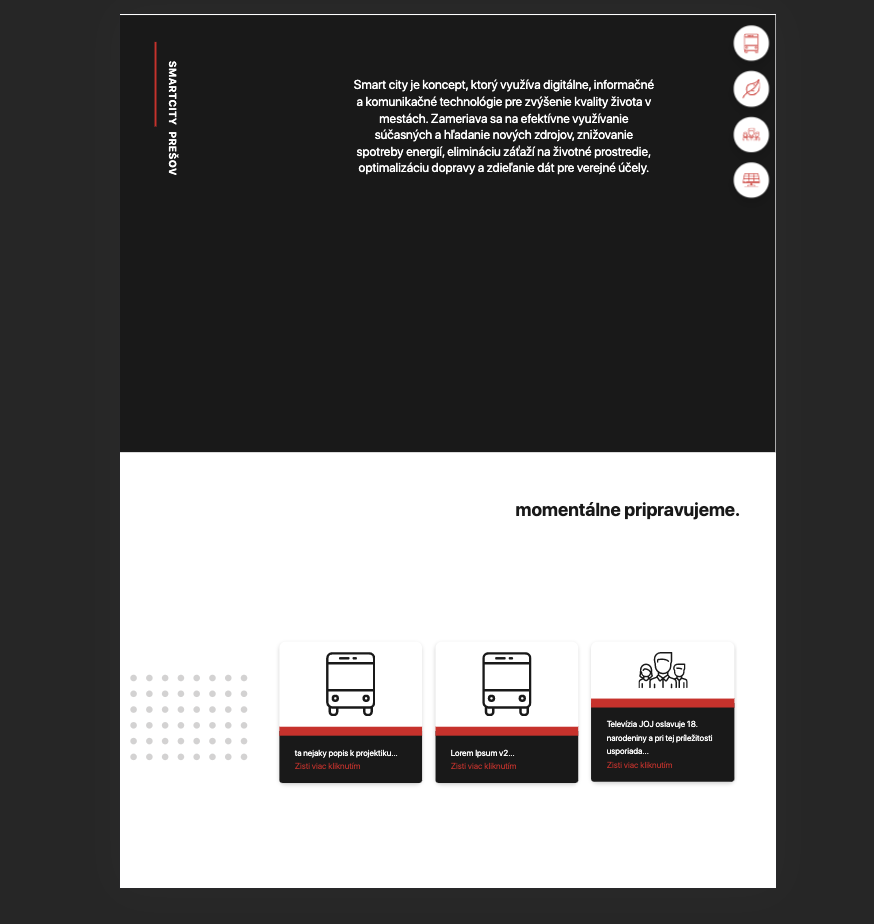 SMARTCITY PREŠOV
Smart city je koncept, ktorý využíva digitálne, informačné
a komunikačné technológie pre zvýšenie kvality života v
mestách. Zameriava sa na efektívne využívanie
súčasných a hľadanie nových zdrojov, znižovanie
spotreby energií, elimináciu záťaží na životné prostredie,
optimalizáciu dopravy a zdieľanie dát pre verejné účely.
momentálne pripravujeme.
ta nejaky popis k projektiku...
Zisti viac kliknutím
Lorem Ipsum v2...
Zisti viac kliknutím
Televízia JOJ oslavuje 18.
narodeniny a pri tej príležitosti
usporiada...
Zisti viac kliknutím